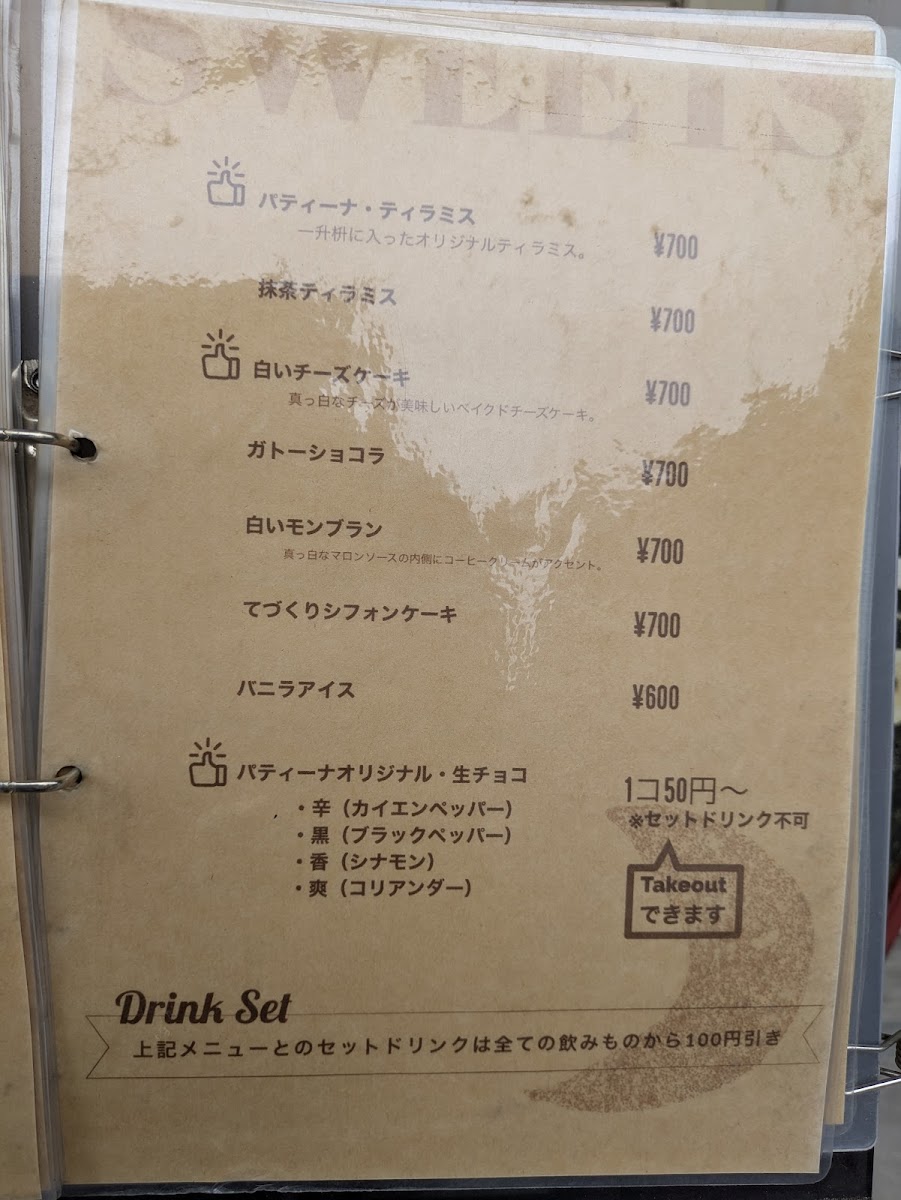 SWEETS
パティーナ・ティラミス
一升枡に入ったオリジナルティラミス。
¥700
抹茶ティラミス
¥700
白いチーズケーキ
¥700
真っ白なチーズが美味しいベイクドチーズケーキ。
ガトーショコラ
¥700
白いモンブラン
¥700
真っ白なマロンソースの内側にコーヒークリームがアクセント。
てづくりシフォンケーキ
¥700
バニラアイス
¥600
パティーナオリジナル・生チョコ
1コ50円〜
・辛（カイエンペッパー）
※セットドリンク不可
・黒（ブラックペッパー）
・香（シナモン）
・爽（コリアンダー）
Takeout
できます
Drink Set
上記メニューとのセットドリンクは全ての飲みものから100円引き